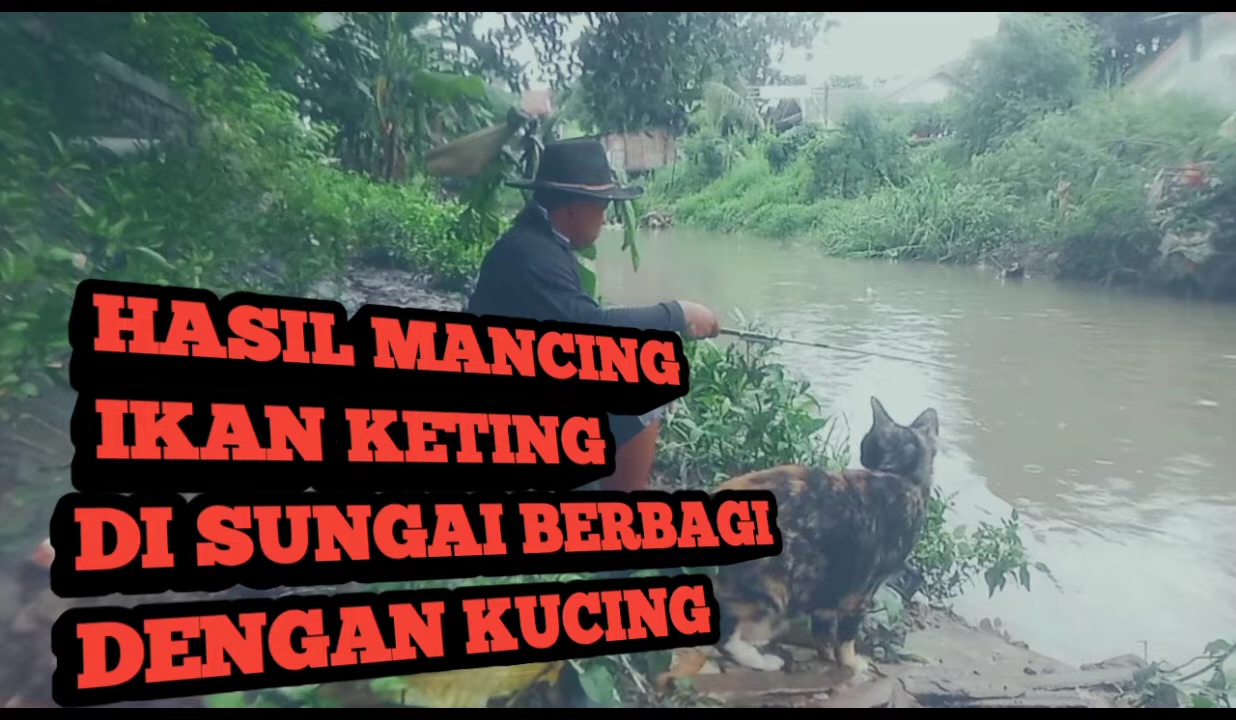 HASIL MANCING
IKAN KETING
DI SUNGAI BERBAGI
DENGAN KUCING